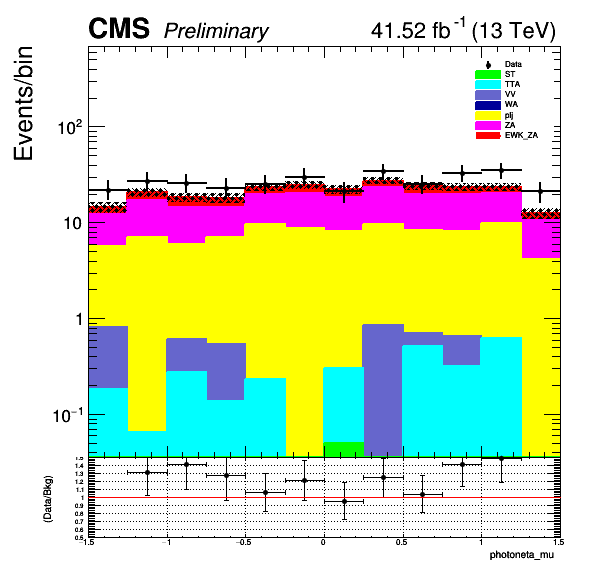 CMS Preliminary 41.52 fb⁻¹ (13 TeV)
Events/bin
Data
ST
TTA
VV
WA
plj
ZA
EWK_ZA
10²
10
1
10⁻¹
(Data/Bkg)
1.5
1.4
1.3
1.2
1.1
1
0.9
0.8
0.7
0.6
0.5
−1.5 −1 −0.5 0 0.5 1 1.5
photoneta_mu